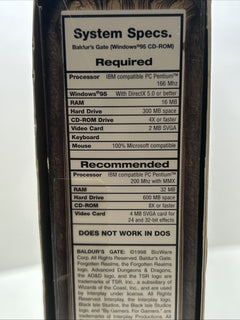 System Specs.
Baldur's Gate (Windows®95 CD-ROM)
Required
Processor IBM compatible PC Pentium™
166 Mhz
Windows®95 With DirectX 5.0 or better
RAM 16 MB
Hard Drive 300 MB space
CD-ROM Drive 4X or faster
Video Card 2 MB SVGA
Keyboard
Mouse 100% Microsoft compatible
Recommended
Processor IBM compatible PC Pentium™
200 Mhz with MMX
RAM 32 MB
Hard Drive 600 MB space
CD-ROM 8X or faster
Video Card 4 MB SVGA card for
24 and 32-bit effects
DOES NOT WORK IN DOS
BALDUR'S GATE: ©1998 BioWare
Corp. All Rights Reserved. Baldur's Gate,
Forgotten Realms, the Forgotten Realms
logo, Advanced Dungeons & Dragons,
the AD&D logo, and the TSR logo are
trademarks of TSR, Inc., a subsidiary of
Wizards of the Coast, Inc., and are used
by Interplay under license. All Rights
Reserved. Interplay, the Interplay logo,
Black Isle Studios, the Black Isle Studios
logo, and "By Gamers. For Gamers." are
trademarks of Interplay Productions. All